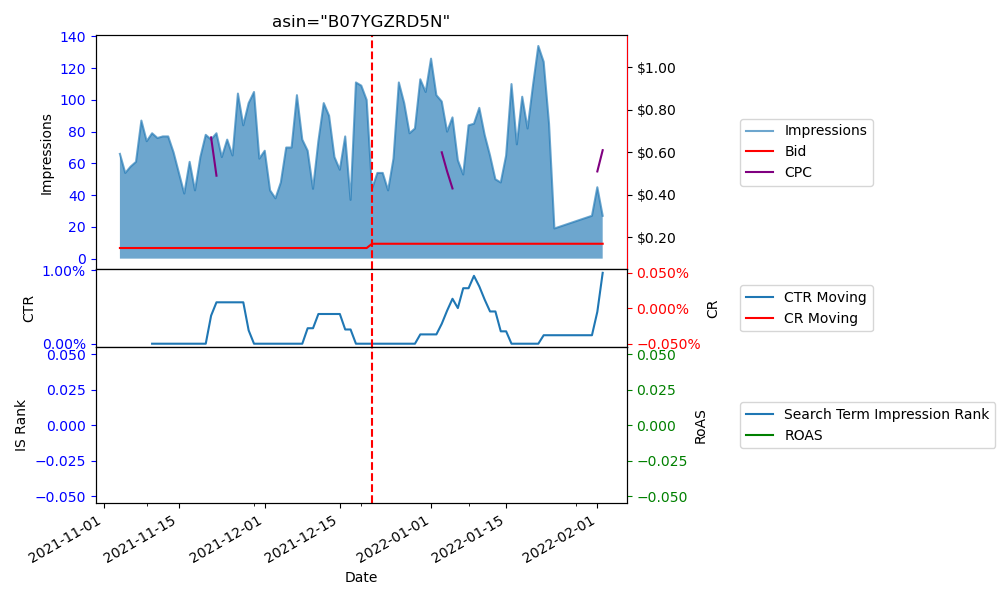 asin="B07YGZRD5N"
Impressions
140
120
100
80
60
40
20
0
$1.00
$0.80
$0.60
$0.40
$0.20
Impressions
Bid
CPC
CTR
1.00%
0.00%
0.050%
0.000%
−0.050%
CR
CTR Moving
CR Moving
IS Rank
0.050
0.025
0.000
−0.025
−0.050
0.050
0.025
0.000
−0.025
−0.050
RoAS
Search Term Impression Rank
ROAS
2021-11-01
2021-11-15
2021-12-01
2021-12-15
2022-01-01
2022-01-15
2022-02-01
Date